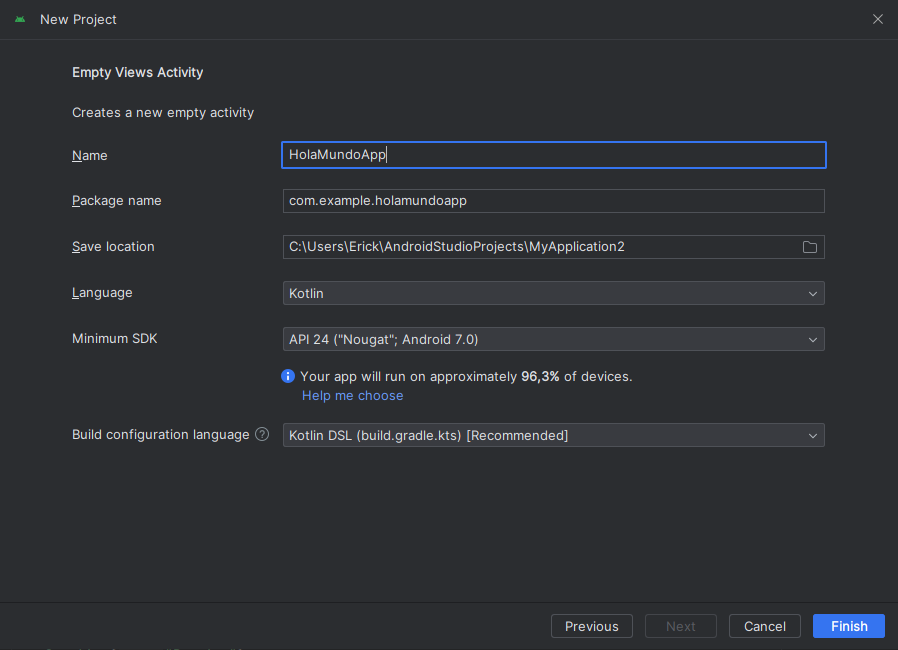 New Project
Empty Views Activity
Creates a new empty activity
Name HolaMundoApp
Package name com.example.holamundoapp
Save location C:\Users\Erick\AndroidStudioProjects\MyApplication2
Language Kotlin
Minimum SDK API 24 ("Nougat"; Android 7.0)
Your app will run on approximately 96,3% of devices.
Help me choose
Build configuration language ? Kotlin DSL (build.gradle.kts) [Recommended]
Previous Next Cancel Finish